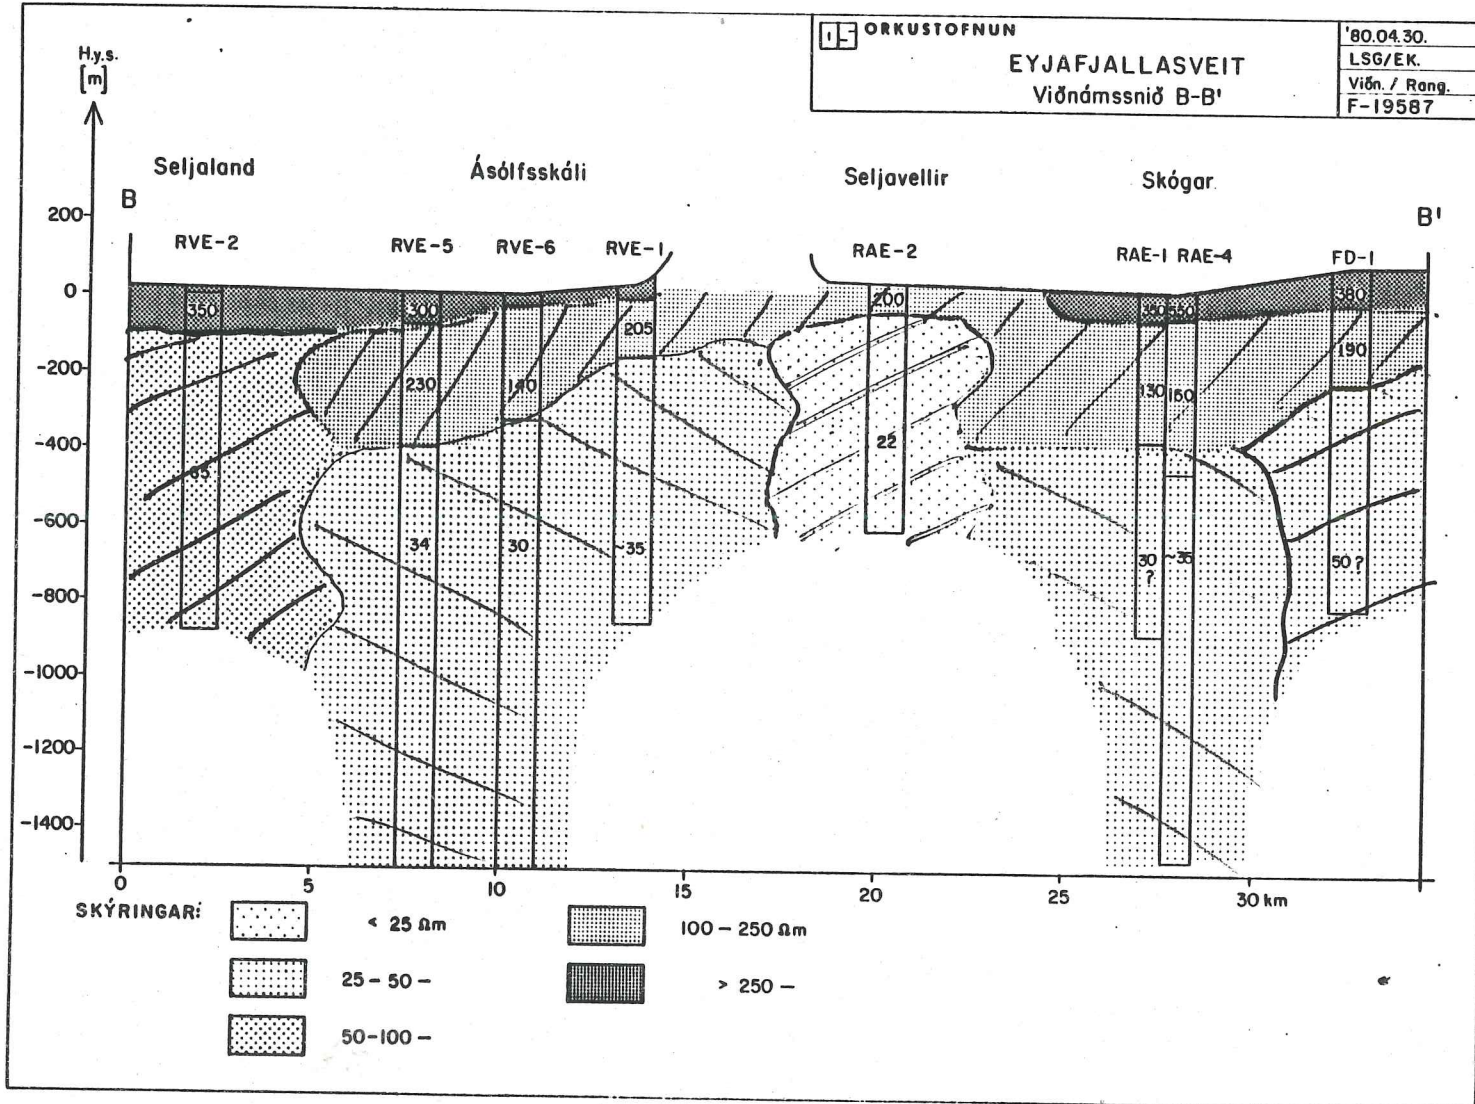 ORKUSTOFNUN
EYJAFJALLASVEIT
Viðnámssnið B-B'
'80.04.30.
LSG/EK.
Viðn. / Rang.
F-19587
H.y.s.
[m]
Seljaland
Ásólfsskáli
Seljavellir
Skógar
B
B'
RVE-2
RVE-5
RVE-6
RVE-1
RAE-2
RAE-1 RAE-4
FD-1
200
0
-200
-400
-600
-800
-1000
-1200
-1400
350
300
200
350
550
380
205
230
140
130
150
190
65
22
34
30
~35
30
?
~35
50 ?
0
5
10
15
20
25
30 km
SKÝRINGAR:
< 25 Ωm
25 – 50 –
50-100 –
100 – 250 Ωm
> 250 –